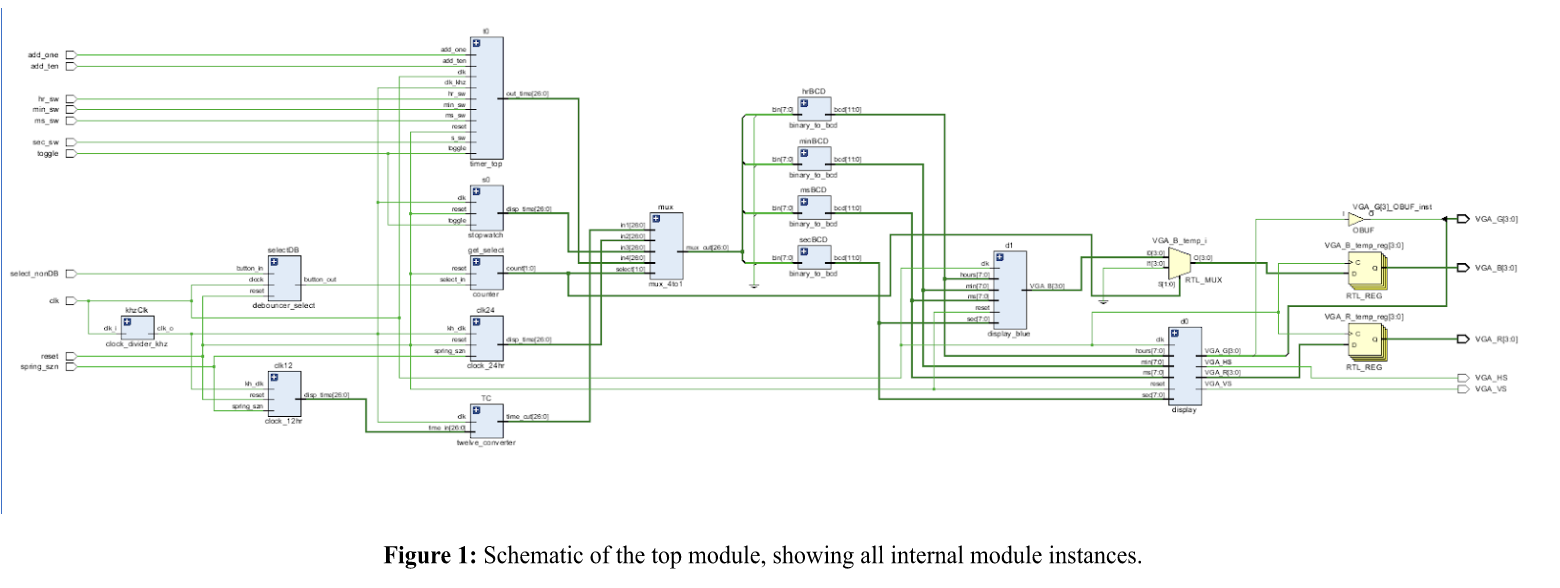 add_one
add_ten
hr_sw
min_sw
ms_sw
sec_sw
toggle
select_nonDB
clk
reset
spring_szn
khzClk
clk_i
clk_o
clock_divider_khz
selectDB
button_in
clock
reset
button_out
debouncer_select
clk12
kh_clk
reset
spring_szn
disp_time[26:0]
clock_12hr
t0
add_one
add_ten
clk
clk_khz
hr_sw
min_sw
ms_sw
reset
s_sw
toggle
out_time[26:0]
timer_top
s0
clk
reset
toggle
disp_time[26:0]
stopwatch
get_select
reset
select_in
count[1:0]
counter
clk24
kh_clk
reset
spring_szn
disp_time[26:0]
clock_24hr
TC
clk
time_in[26:0]
time_out[26:0]
twelve_converter
mux
in1[26:0]
in2[26:0]
in3[26:0]
in4[26:0]
select[1:0]
mux_out[26:0]
mux_4to1
hrBCD
bin[7:0]
bcd[11:0]
binary_to_bcd
minBCD
bin[7:0]
bcd[11:0]
binary_to_bcd
msBCD
bin[7:0]
bcd[11:0]
binary_to_bcd
secBCD
bin[7:0]
bcd[11:0]
binary_to_bcd
d1
clk
hours[7:0]
min[7:0]
ms[7:0]
reset
sec[7:0]
VGA_B[3:0]
display_blue
VGA_B_temp_i
S[1:0]
O[3:0]
RTL_MUX
d0
clk
hours[7:0]
min[7:0]
ms[7:0]
reset
sec[7:0]
VGA_G[3:0]
VGA_HS
VGA_R[3:0]
VGA_VS
display
VGA_G[3]_OBUF_inst
I
O
OBUF
VGA_B_temp_reg[3:0]
C
D
Q
RTL_REG
VGA_R_temp_reg[3:0]
C
D
Q
RTL_REG
VGA_G[3:0]
VGA_B[3:0]
VGA_R[3:0]
VGA_HS
VGA_VS
Figure 1: Schematic of the top module, showing all internal module instances.